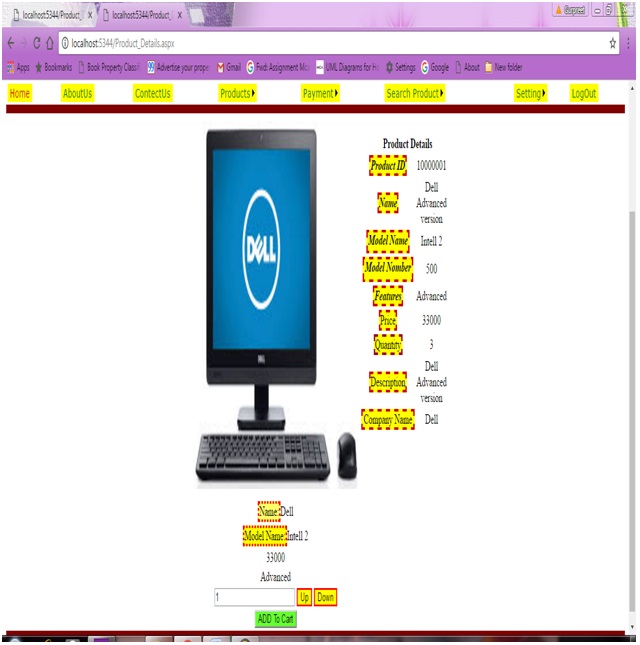 localhost:5344/Product_ x localhost:5344/Product_ x Gurpreet
localhost:5344/Product_Details.aspx
Apps Bookmarks Book Property Classi Advertise your prope Gmail Fwd: Assignment M UML Diagrams for H Settings Google About New folder
Home AboutUs ContectUs Products Payment Search Product Setting LogOut
DELL
DELL
Product Details
Product ID 10000001
Name Dell Advanced version
Model Name Intell 2
Model Nomber 500
Features Advanced
Price 33000
Quantity 3
Description Dell Advanced version
Company Name Dell
Name:Dell
Model Name:Intell 2
33000
Advanced
1 Up Down
ADD To Cart